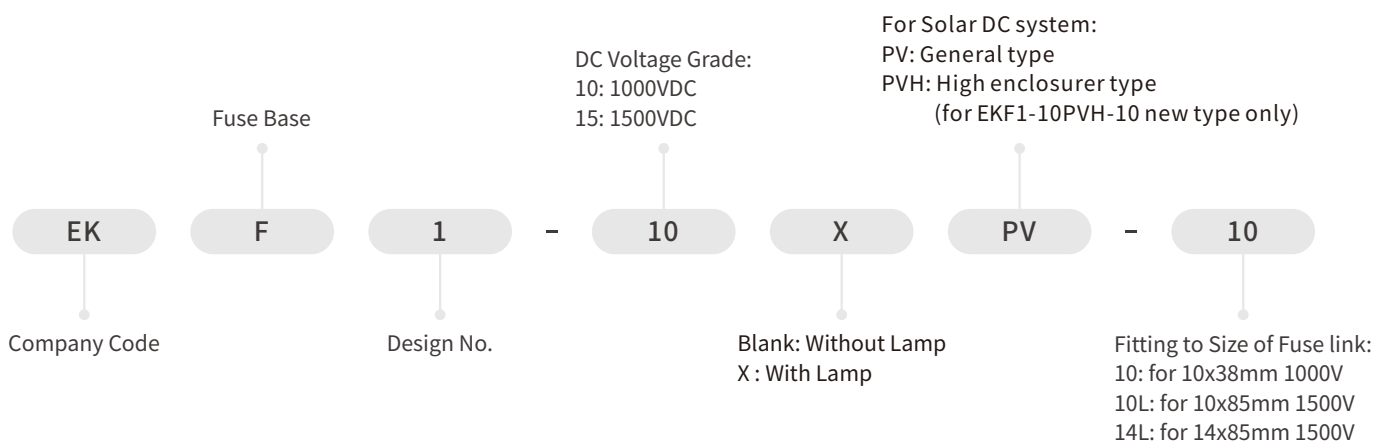 For Solar DC system:
PV: General type
PVH: High enclosurer type
(for EKF1-10PVH-10 new type only)
DC Voltage Grade:
10: 1000VDC
15: 1500VDC
Fuse Base
EK F 1 - 10 X PV - 10
Company Code
Design No.
Blank: Without Lamp
X : With Lamp
Fitting to Size of Fuse link:
10: for 10x38mm 1000V
10L: for 10x85mm 1500V
14L: for 14x85mm 1500V